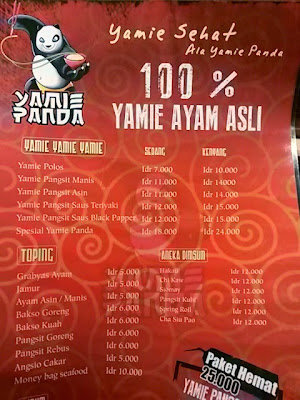 Yamie Sehat
Ala Yamie Panda
YAMIE
PANDA
100 %
YAMIE AYAM ASLI
YAMIE YAMIE YAMIE SEDANG KENYANG
Yamie Polos Idr 7.000 Idr 10.000
Yamie Pangsit Manis Idr 11.000 Idr 14.000
Yamie Pangsit Asin Idr 11.000 Idr 14.000
Yamie Pangsit Saus Teriyaki Idr 12.000 Idr 15.000
Yamie Pangsit Saus Black Papper Idr 12.000 Idr 15.000
Spesial Yamie Panda Idr 18.000 Idr 24.000
TOPING
Grabyas Ayam Idr 5.000
Jamur Idr 5.000
Ayam Asin / Manis Idr 5.000
Bakso Goreng Idr 6.000
Bakso Kuah Idr 6.000
Pangsit Goreng Idr 6.000
Pangsit Rebus Idr 5.000
Angsio Cakar Idr 5.000
Money bag seafood Idr 10.000
ANEKA DIMSUM
Hakau Idr 12.000
Chi Kaw Idr 12.000
Siomay Idr 12.000
Pangsit Kulit Idr 12.000
Spring Roll Idr 12.000
Cha Siu Pao Idr 12.000
Paket Hemat
25.000
YAMIE PANGS